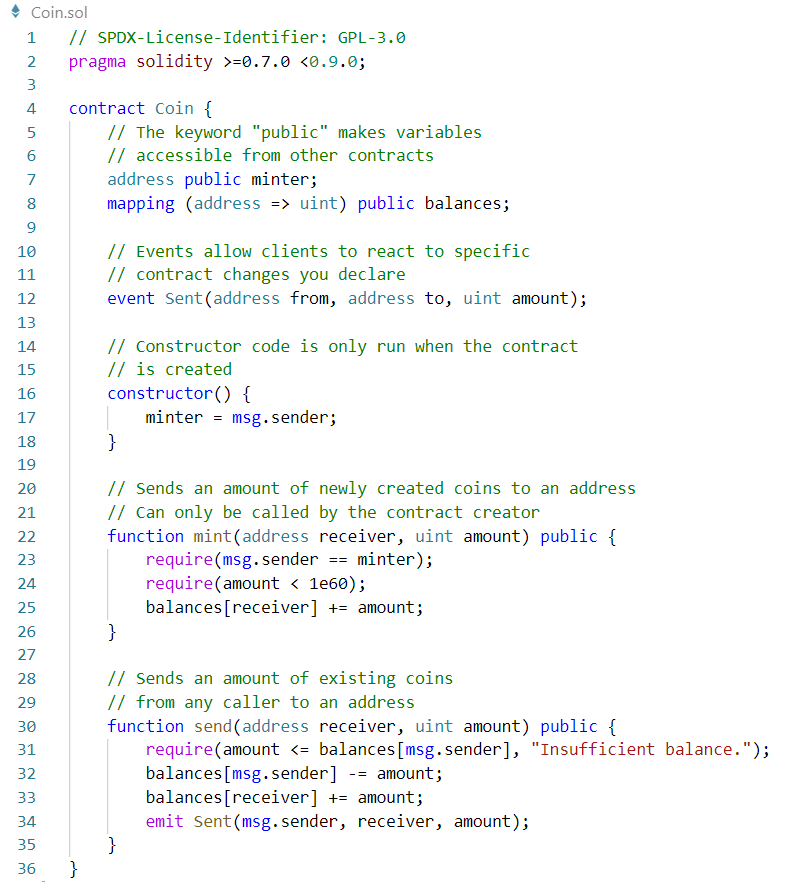 Coin.sol
1 // SPDX-License-Identifier: GPL-3.0
2 pragma solidity >=0.7.0 <0.9.0;
3
4 contract Coin {
5     // The keyword "public" makes variables
6     // accessible from other contracts
7     address public minter;
8     mapping (address => uint) public balances;
9
10     // Events allow clients to react to specific
11     // contract changes you declare
12     event Sent(address from, address to, uint amount);
13
14     // Constructor code is only run when the contract
15     // is created
16     constructor() {
17         minter = msg.sender;
18     }
19
20     // Sends an amount of newly created coins to an address
21     // Can only be called by the contract creator
22     function mint(address receiver, uint amount) public {
23         require(msg.sender == minter);
24         require(amount < 1e60);
25         balances[receiver] += amount;
26     }
27
28     // Sends an amount of existing coins
29     // from any caller to an address
30     function send(address receiver, uint amount) public {
31         require(amount <= balances[msg.sender], "Insufficient balance.");
32         balances[msg.sender] -= amount;
33         balances[receiver] += amount;
34         emit Sent(msg.sender, receiver, amount);
35     }
36 }